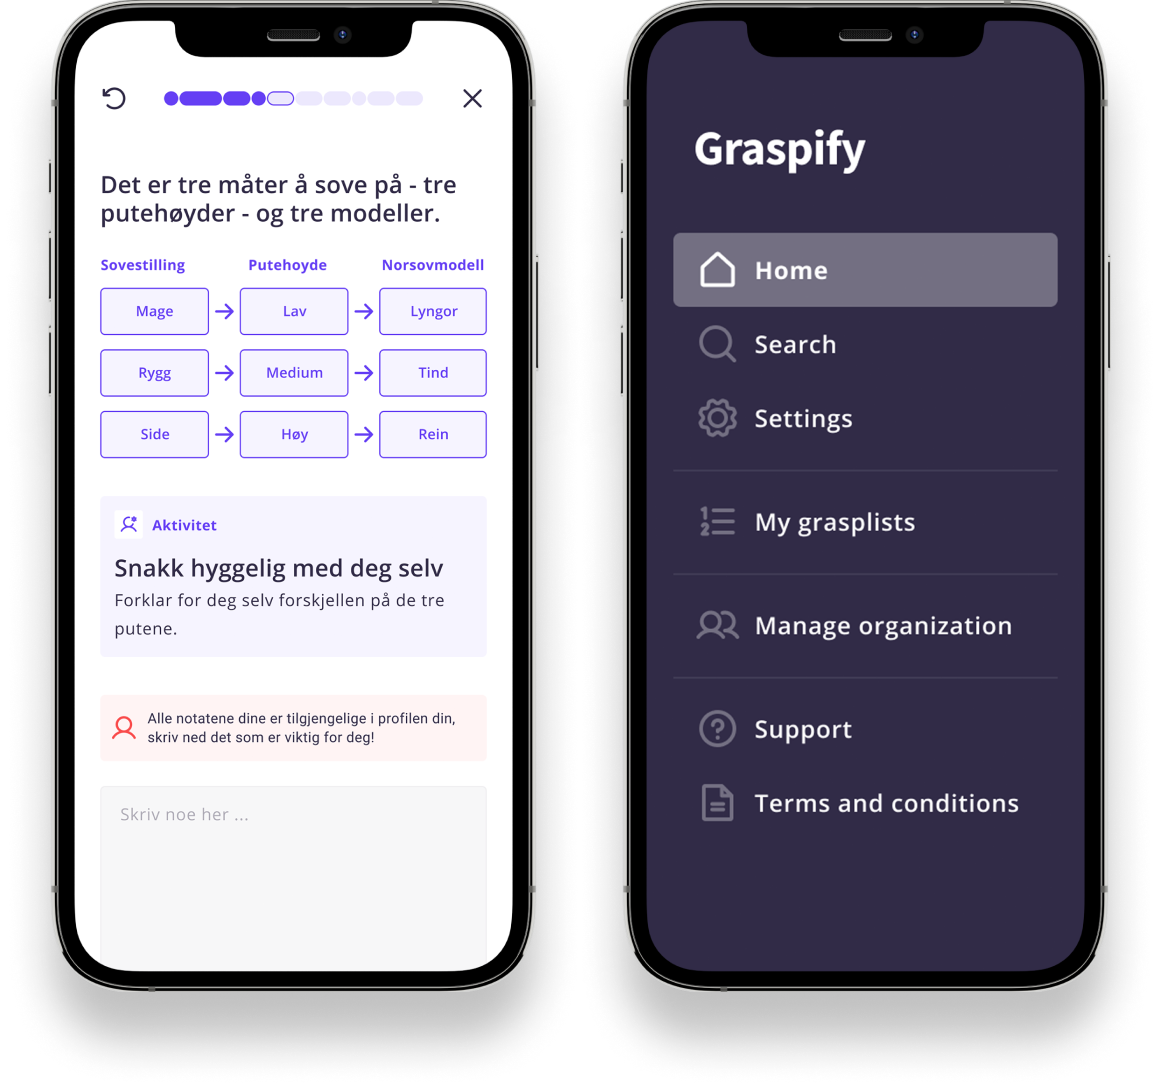 Det er tre måter å sove på - tre
putehøyder - og tre modeller.
Sovestilling Putehoyde Norsovmodell
Mage Lav Lyngor
Rygg Medium Tind
Side Høy Rein
Aktivitet
Snakk hyggelig med deg selv
Forklar for deg selv forskjellen på de tre
putene.
Alle notatene dine er tilgjengelige i profilen din,
skriv ned det som er viktig for deg!
Skriv noe her ...
Graspify
Home
Search
Settings
1 2 My grasplists
Manage organization
? Support
Terms and conditions